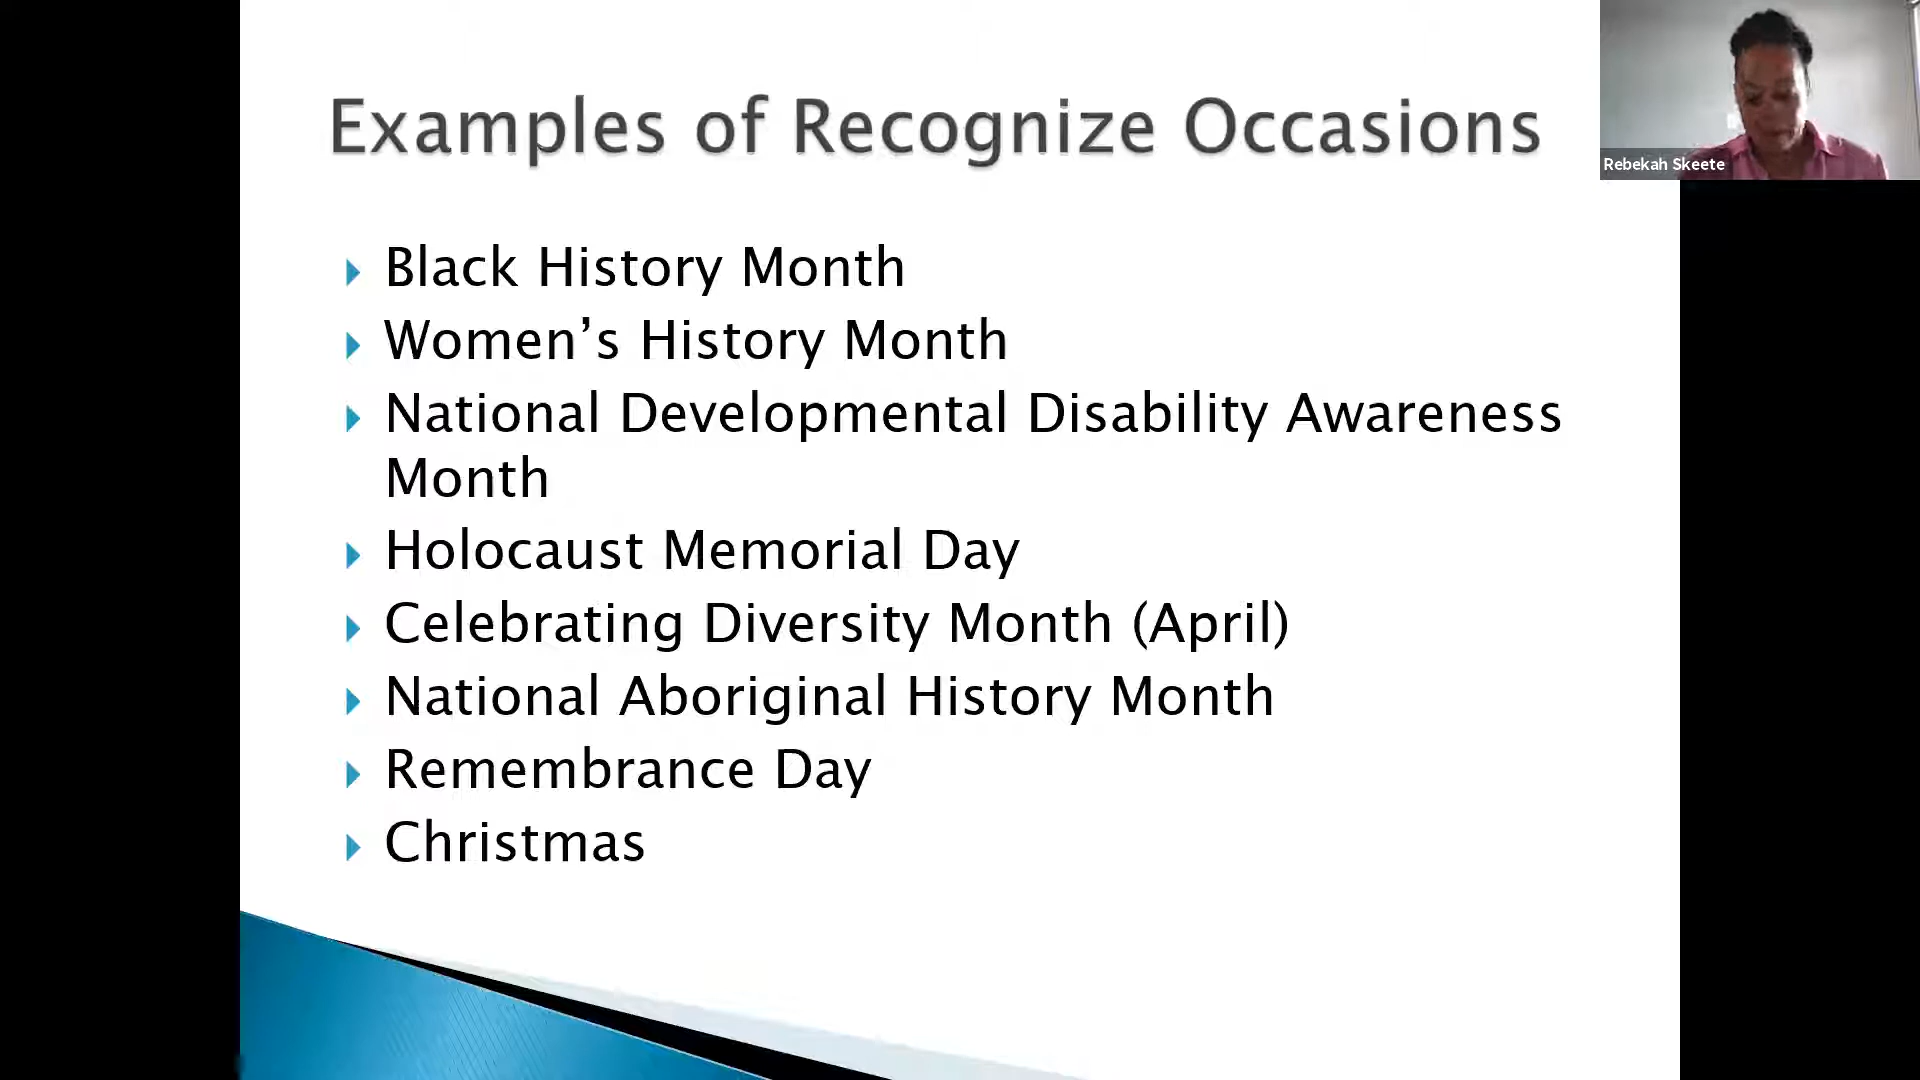 Examples of Recognize Occasions
Rebekah Skeete
Black History Month
Women’s History Month
National Developmental Disability Awareness
Month
Holocaust Memorial Day
Celebrating Diversity Month (April)
National Aboriginal History Month
Remembrance Day
Christmas